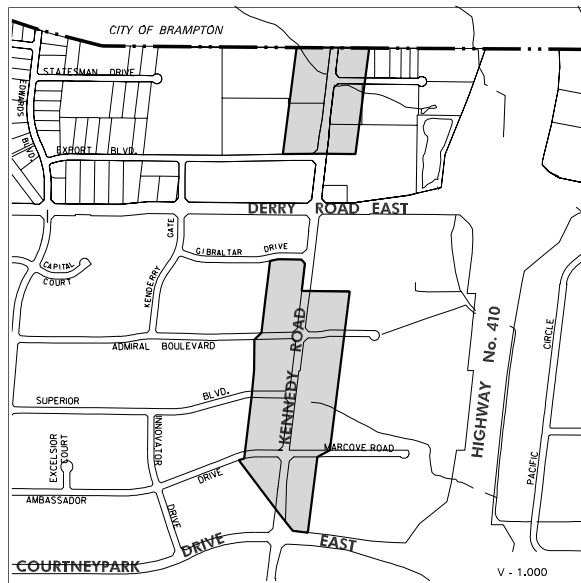 CITY OF BRAMPTON
STATESMAN DRIVE
EDWARDS
BLVD.
EXPORT BLVD.
DERRY ROAD EAST
GATE
KENDERRY
GIBRALTAR DRIVE
CAPITAL
COURT
ADMIRAL BOULEVARD
KENNEDY ROAD
HIGHWAY No. 410
CIRCLE
PACIFIC
SUPERIOR
BLVD.
INNOVATOR
DRIVE
EXCELSIOR
COURT
MARCOVE ROAD
AMBASSADOR
DRIVE
COURTNEYPARK DRIVE EAST
V - 1.000